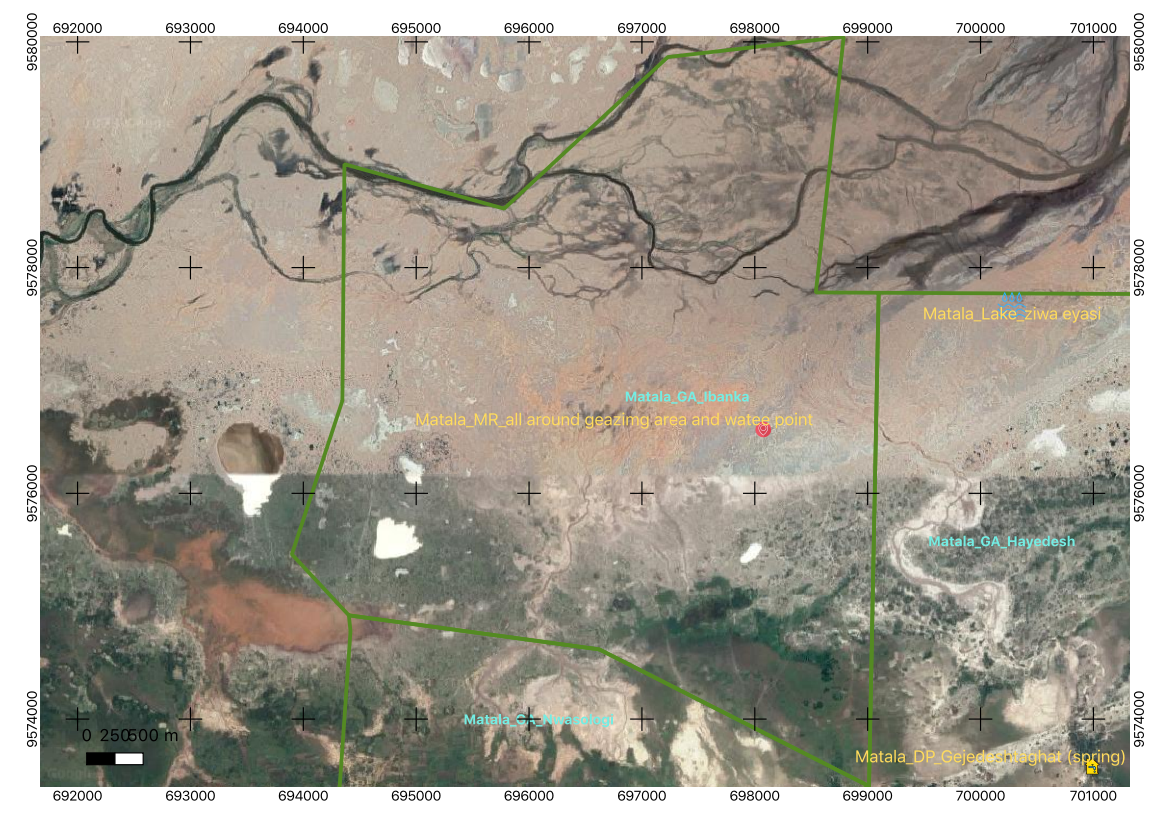 692000 693000 694000 695000 696000 697000 698000 699000 700000 701000
9580000 9580000
9578000 9578000
Matala_Lake_ziwa eyasi
Matala_GA_Ibanka
Matala_MR_all around geazimg area and watee point
9576000 9576000
Matala_GA_Hayedesh
9574000 9574000
0 250 500 m
Matala_DP_Gejedeshtaghat (spring)
692000 693000 694000 695000 696000 697000 698000 699000 700000 701000